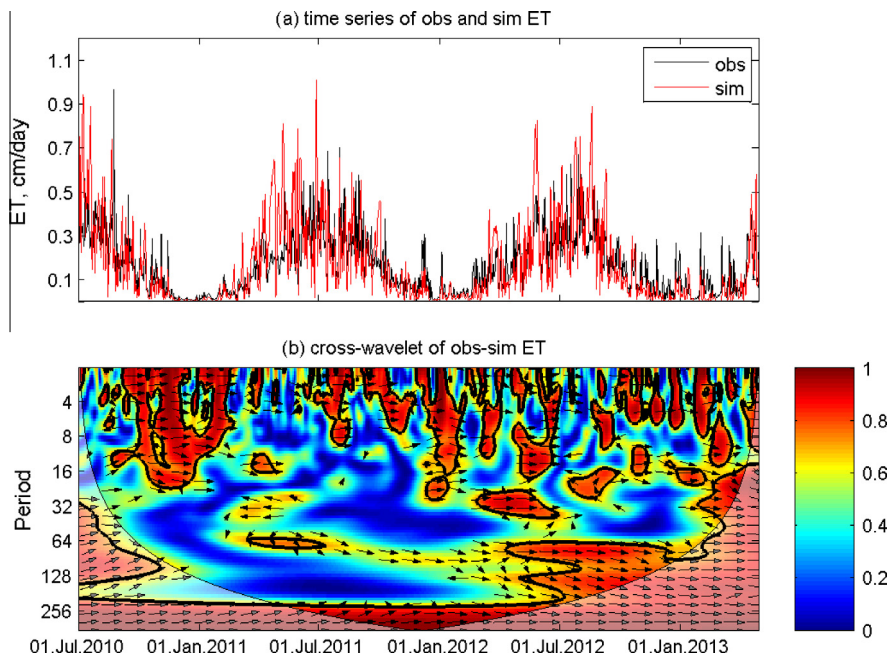 (a) time series of obs and sim ET
1.1
0.9
0.7
0.5
0.3
0.1
ET, cm/day
obs
sim
(b) cross-wavelet of obs-sim ET
4
8
16
32
64
128
256
Period
01.Jul.2010 01.Jan.2011 01.Jul.2011 01.Jan.2012 01.Jul.2012 01.Jan.2013
1
0.8
0.6
0.4
0.2
0